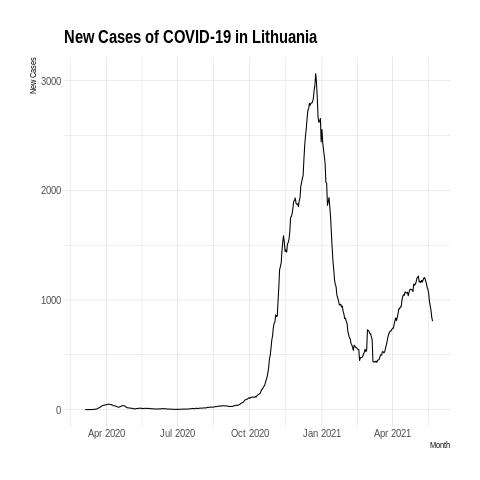 New Cases of COVID-19 in Lithuania
New Cases
3000
2000
1000
0
Apr 2020 Jul 2020 Oct 2020 Jan 2021 Apr 2021
Month